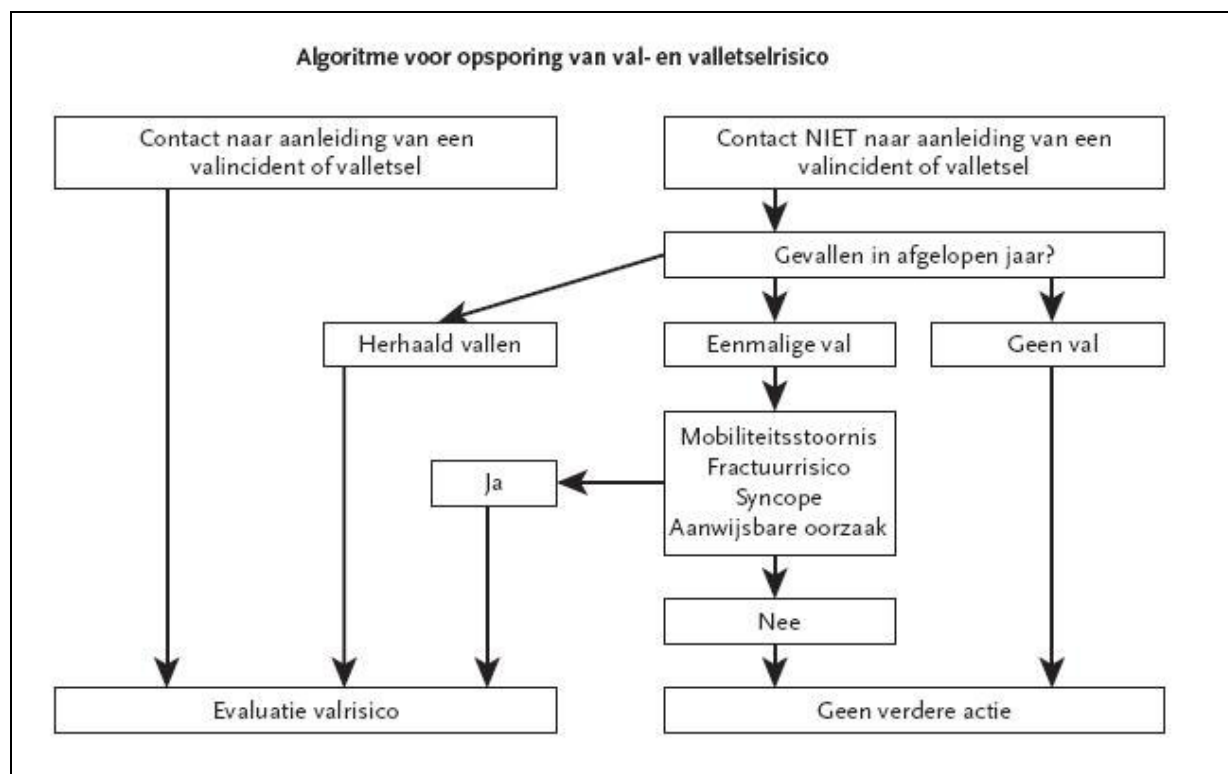 Algoritme voor opsporing van val- en valletselrisico
Contact naar aanleiding van een
valincident of valletsel
Contact NIET naar aanleiding van een
valincident of valletsel
Gevallen in afgelopen jaar?
Herhaald vallen
Eenmalige val
Geen val
Mobiliteitsstoornis
Fractuurrisico
Syncope
Aanwijsbare oorzaak
Ja
Nee
Evaluatie valrisico
Geen verdere actie